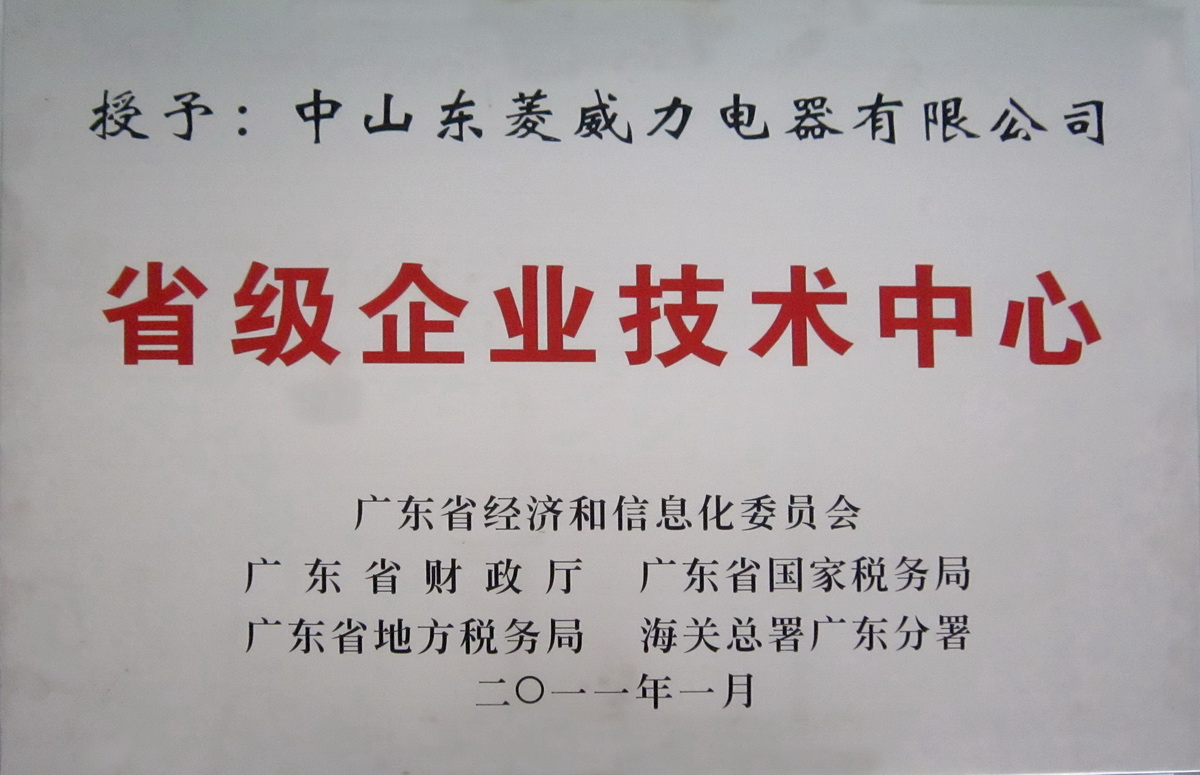 授予：中山东菱威力电器有限公司
省级企业技术中心
广东省经济和信息化委员会
广东省财政厅 广东省国家税务局
广东省地方税务局 海关总署广东分署
二〇一一年一月